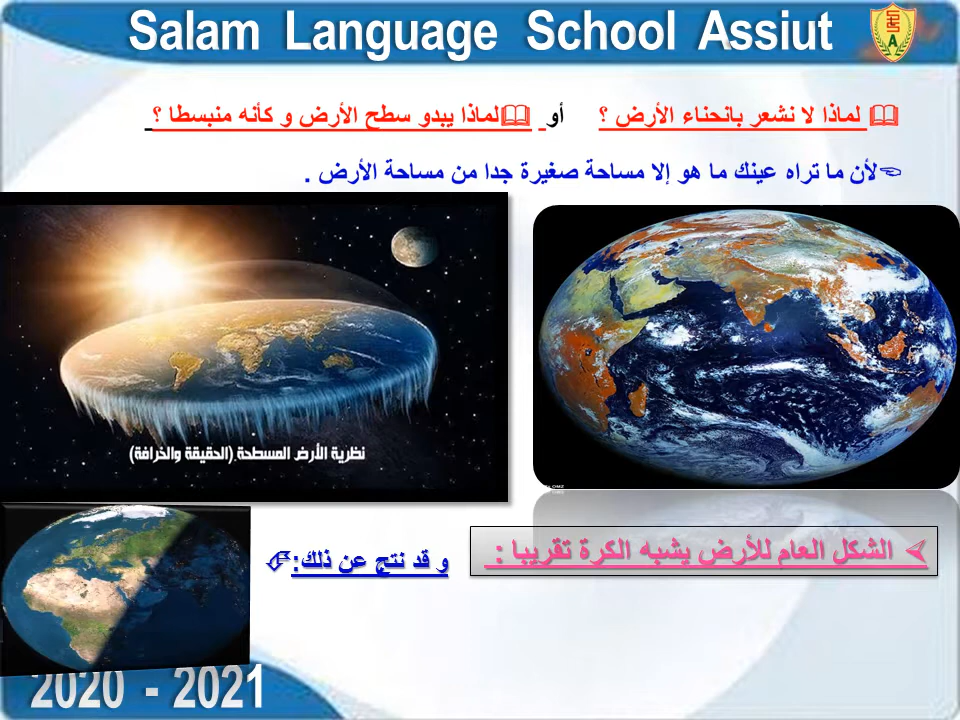 Salam Language School Assiut
لماذا لا نشعر بانحناء الأرض ؟ أو لماذا يبدو سطح الأرض و كأنه منبسطا ؟
لأن ما تراه عينك ما هو إلا مساحة صغيرة جدا من مساحة الأرض .
نظرية الأرض المسطحة (الحقيقة والخرافة)
الشكل العام للأرض يشبه الكرة تقريبا :
و قد نتج عن ذلك:
2020 - 2021